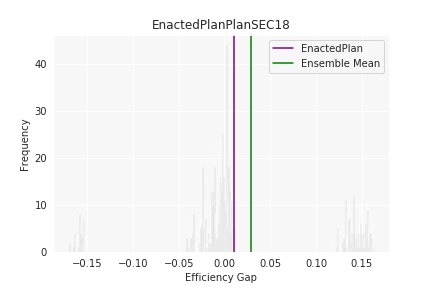 EnactedPlanPlanSEC18
EnactedPlan
Ensemble Mean
Frequency
40
30
20
10
0
−0.15 −0.10 −0.05 0.00 0.05 0.10 0.15
Efficiency Gap